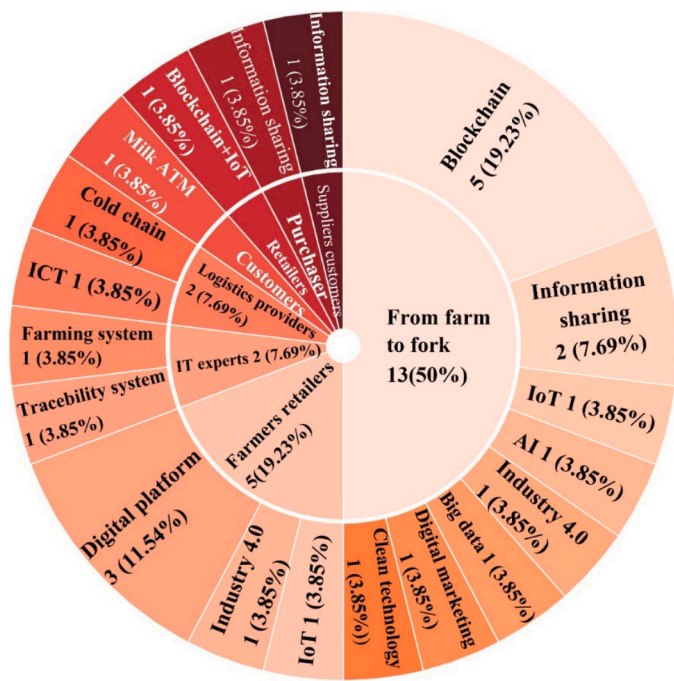 Blockchain
5 (19.23%)
Information
sharing
2 (7.69%)
IoT 1 (3.85%)
AI 1 (3.85%)
Industry 4.0
1 (3.85%)
Big data 1 (3.85%)
Digital marketing
1 (3.85%)
Clean technology
1 (3.85%))
IoT 1 (3.85%)
Industry 4.0
1 (3.85%)
Digital platform
3 (11.54%)
Tracebility system
1 (3.85%)
Farming system
1 (3.85%)
ICT 1 (3.85%)
Cold chain
1 (3.85%)
Milk ATM
1 (3.85%)
Blockchain+IoT
1 (3.85%)
Information sharing
1 (3.85%)
Information sharing
1 (3.85%)
From farm
to fork
13(50%)
Farmers retailers
5(19.23%)
IT experts 2 (7.69%)
Logistics providers
2 (7.69%)
Customers
Retailers
Purchaser
Suppliers customers